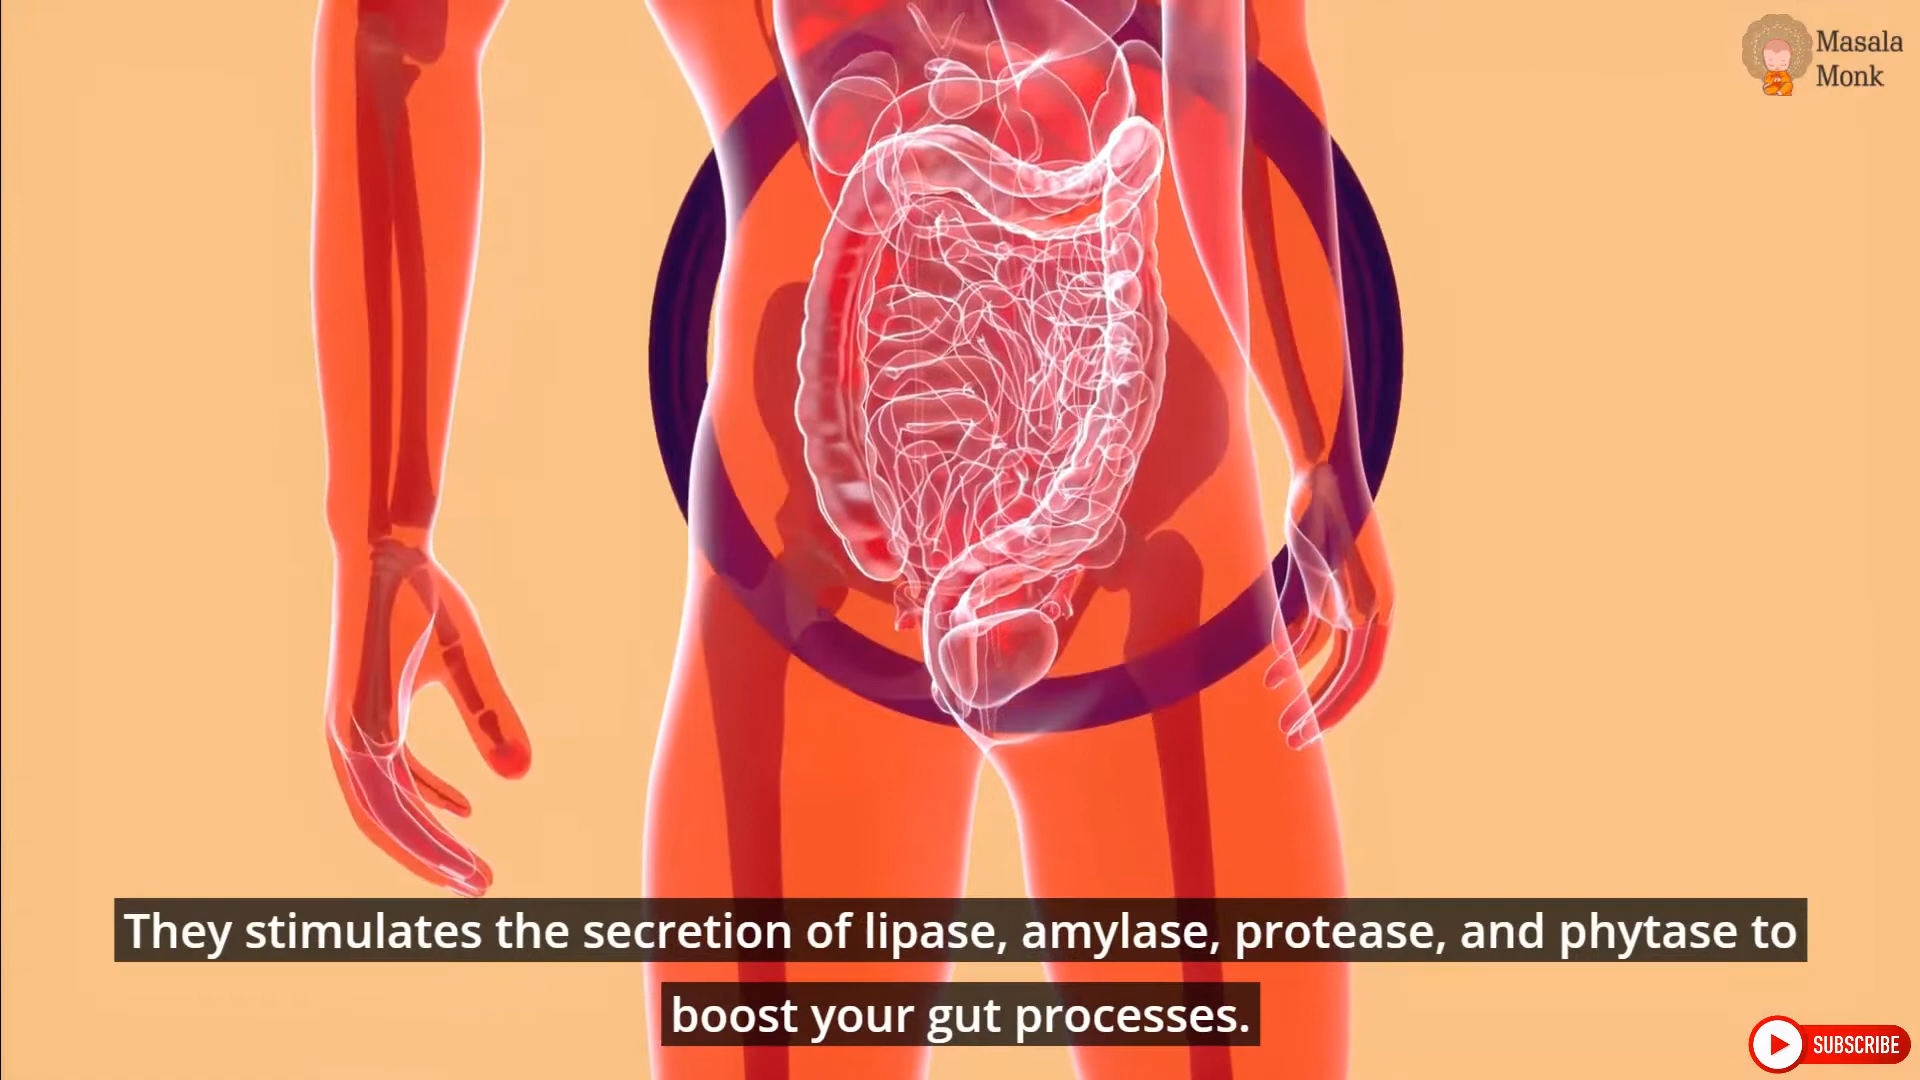 Masala
Monk
They stimulates the secretion of lipase, amylase, protease, and phytase to
boost your gut processes.
SUBSCRIBE